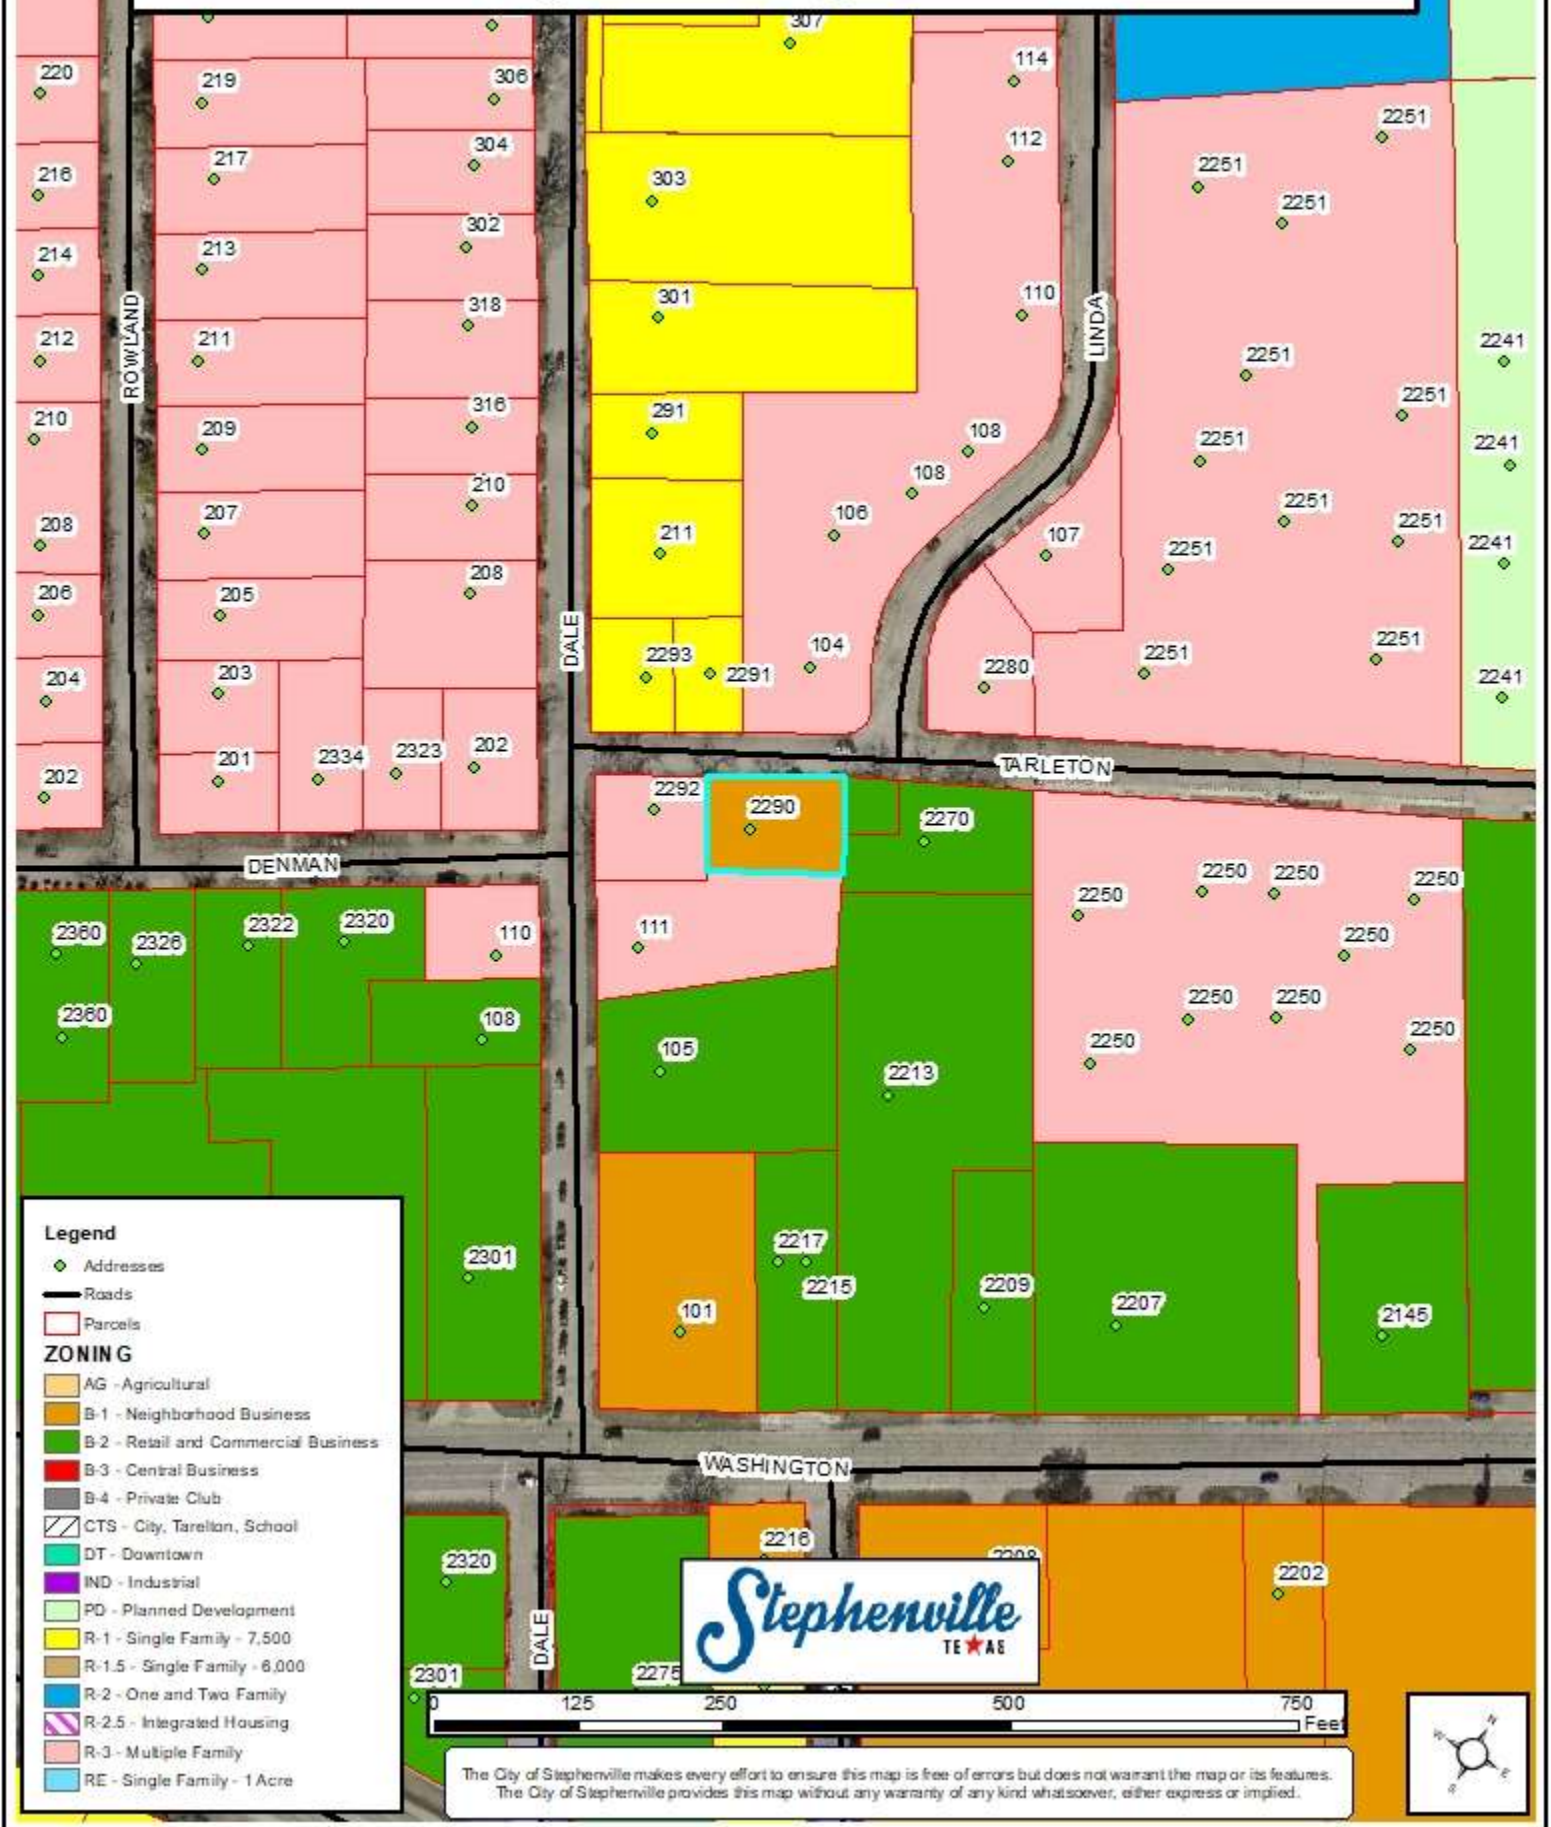 307
220
219
306
114
2251
216
217
304
112
2251
303
2251
302
214
213
318
301
110
ROWLAND
LINDA
212
211
2251
2241
210
209
316
291
108
2251
108
2251
2241
210
208
207
211
106
107
2251
2251
2241
2251
206
205
208
DALE
204
203
2293
2291
104
2280
2251
2251
2241
202
201
2334
2323
202
TARLETON
2292
2290
2270
DENMAN
2250
2250
2250
2250
2360
2326
2322
2320
110
111
2250
2360
108
2250
2250
2250
2250
105
2213
2217
2215
2301
2209
2207
2145
101
Legend
Addresses
Roads
Parcels
ZONING
AG - Agricultural
B-1 - Neighborhood Business
B-2 - Retail and Commercial Business
B-3 - Central Business
B-4 - Private Club
CTS - City, Tarelton, School
DT - Downtown
IND - Industrial
PD - Planned Development
R-1 - Single Family - 7,500
R-1.5 - Single Family - 6,000
R-2 - One and Two Family
R-2.5 - Integrated Housing
R-3 - Multiple Family
RE - Single Family - 1 Acre
WASHINGTON
2320
2216
2202
DALE
2301
2275
Stephenville
TEXAS
0 125 250 500 750
Feet
N
W
E
S
The City of Stephenville makes every effort to ensure this map is free of errors but does not warrant the map or its features.
The City of Stephenville provides this map without any warranty of any kind whatsoever, either express or implied.